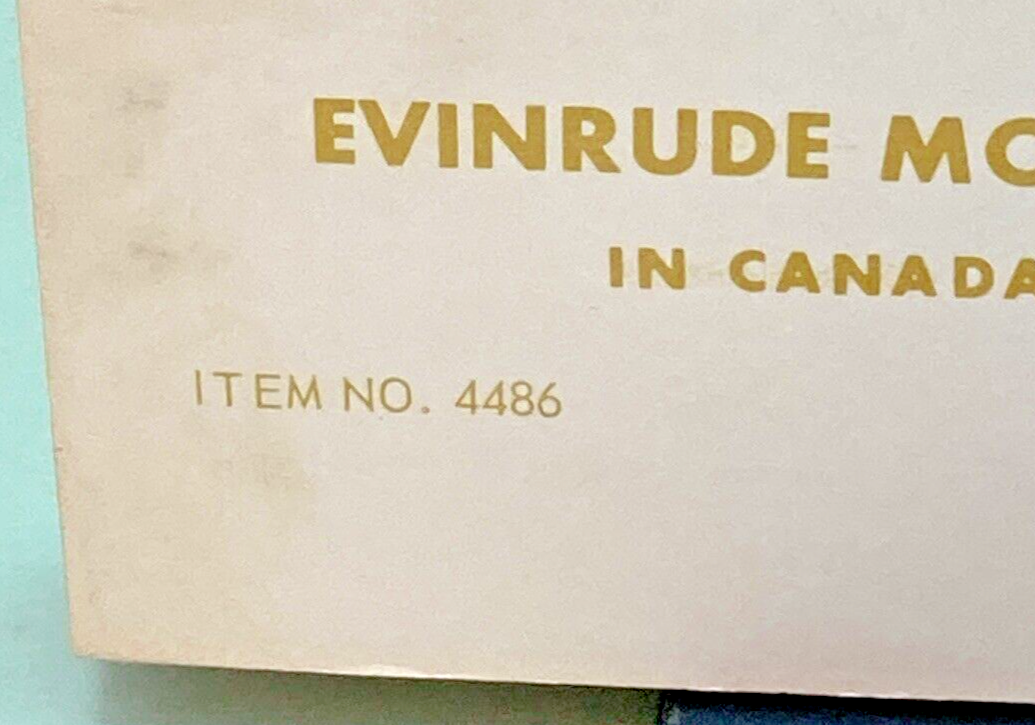 EVINRUDE
IN CANADA
ITEM NO. 4486